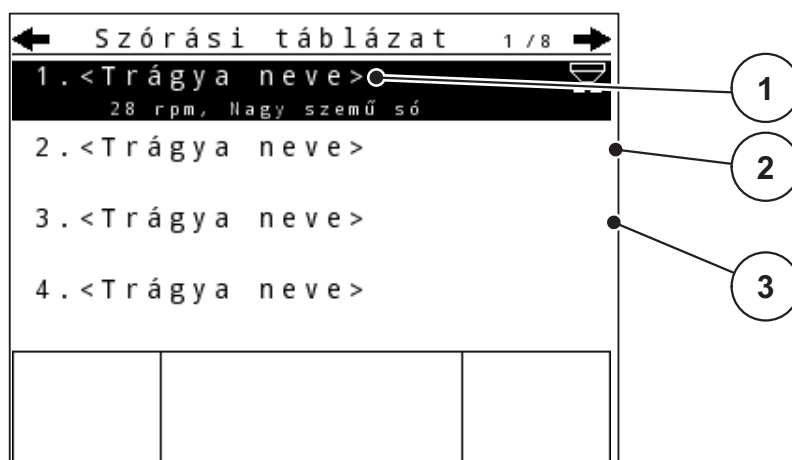 Szórási táblázat 1/8
1.<Trágya neve>
28 rpm, Nagy szemű só
2.<Trágya neve>
3.<Trágya neve>
4.<Trágya neve>
1
2
3